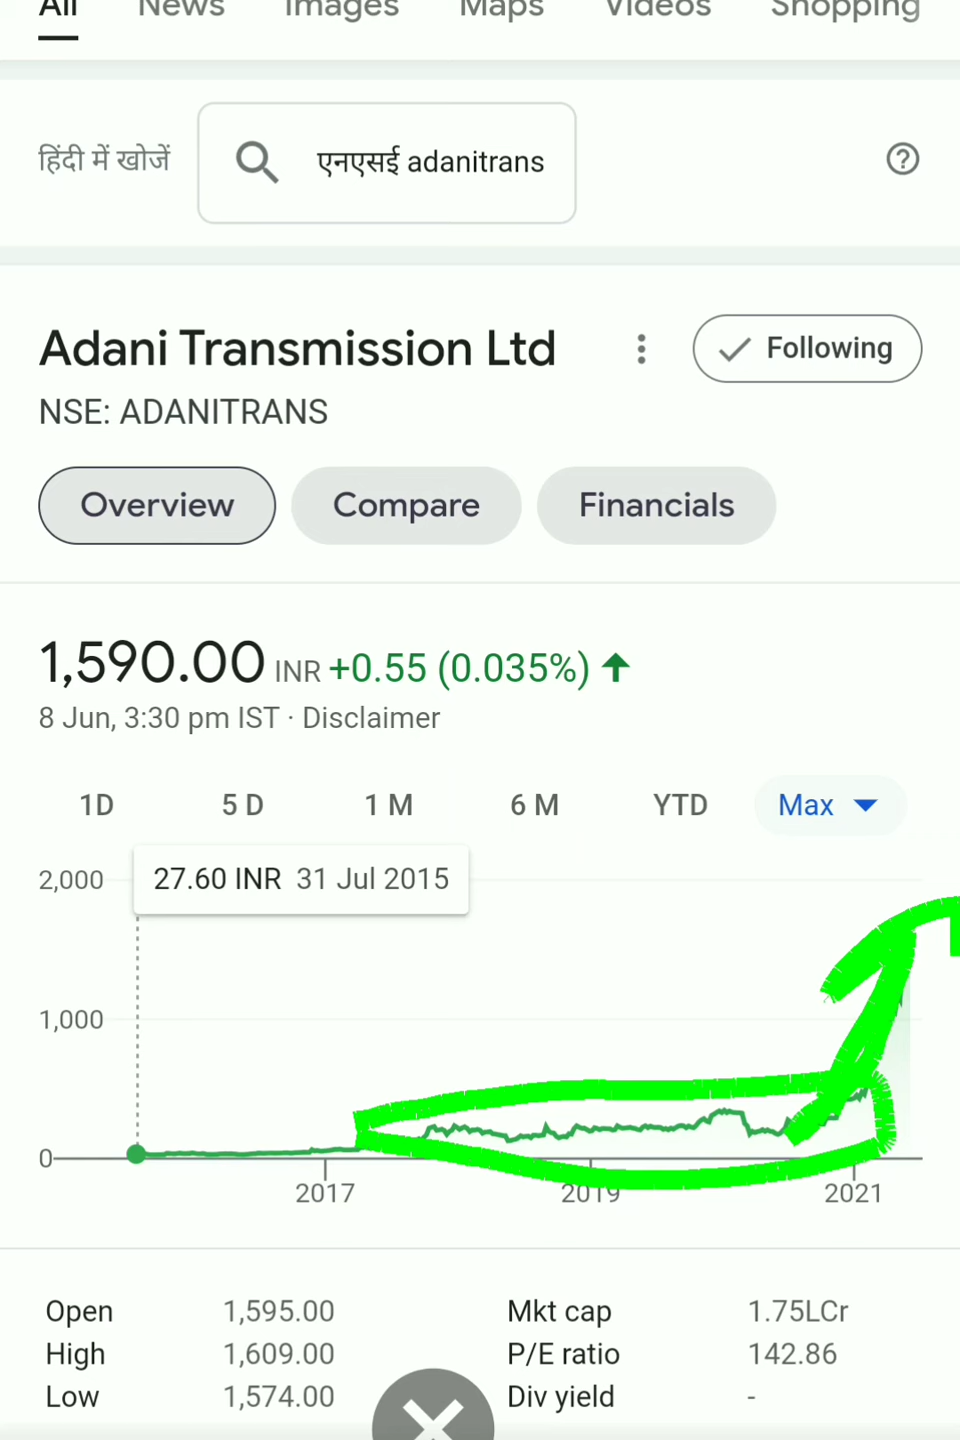 All News Images Maps Videos Shopping
हिंदी में खोजें एनएसई adanitrans
Adani Transmission Ltd Following
NSE: ADANITRANS
Overview Compare Financials
1,590.00 INR +0.55 (0.035%)
8 Jun, 3:30 pm IST · Disclaimer
1D 5 D 1 M 6 M YTD Max
27.60 INR 31 Jul 2015
2,000
1,000
0
2017 2019 2021
Open 1,595.00 Mkt cap 1.75LCr
High 1,609.00 P/E ratio 142.86
Low 1,574.00 Div yield -